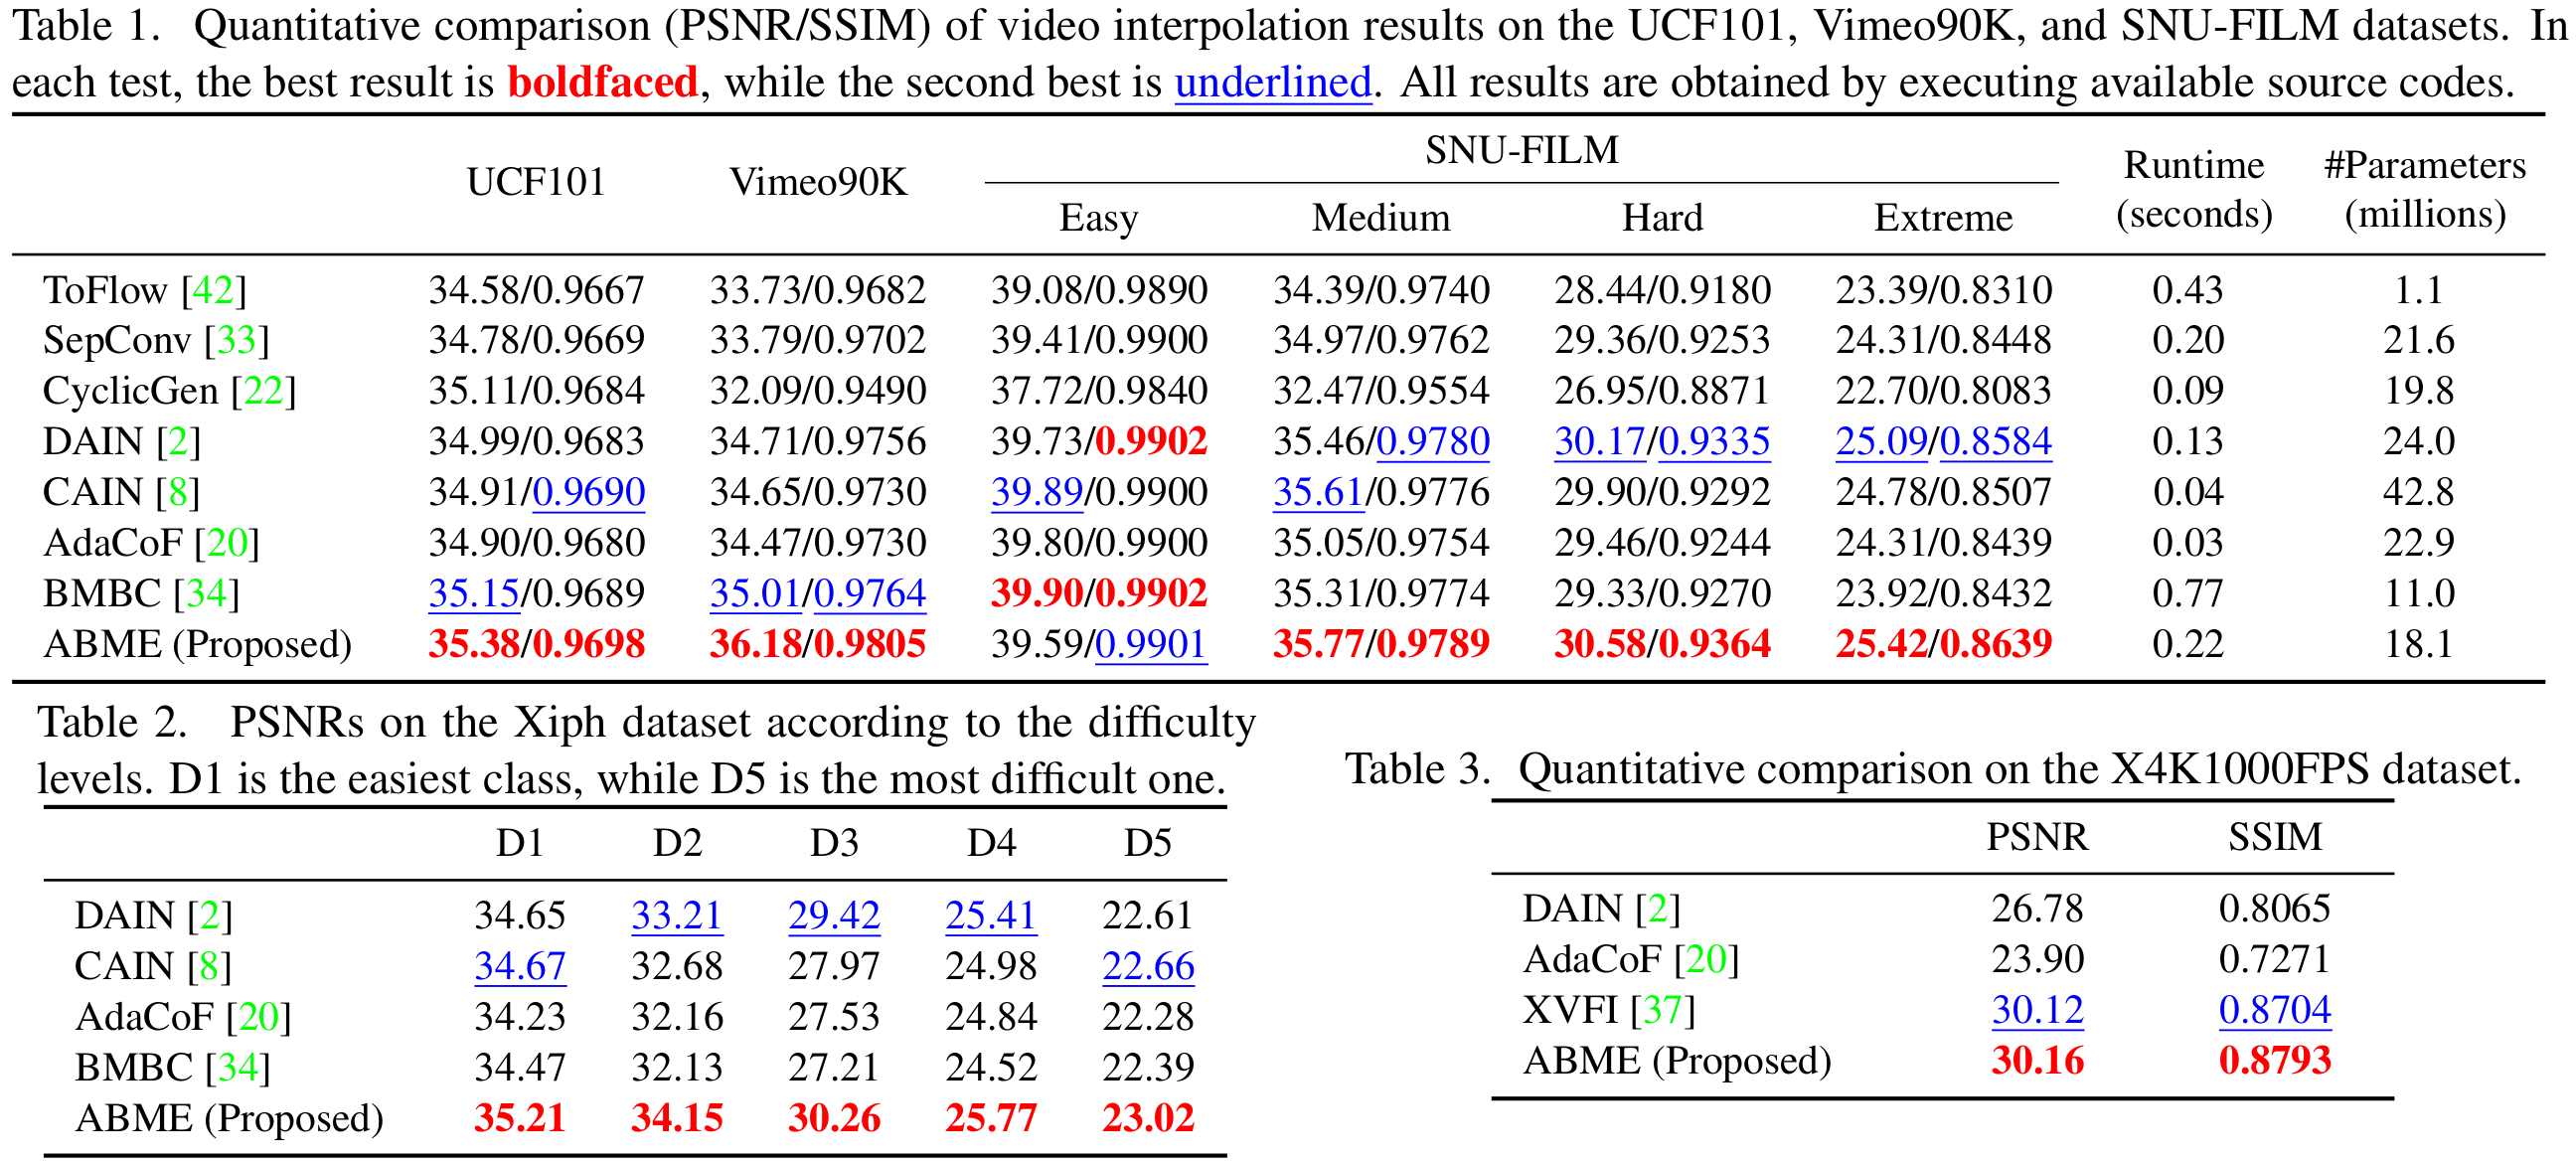 Table 1. Quantitative comparison (PSNR/SSIM) of video interpolation results on the UCF101, Vimeo90K, and SNU-FILM datasets. In
each test, the best result is boldfaced, while the second best is underlined. All results are obtained by executing available source codes.
UCF101 Vimeo90K SNU-FILM Runtime #Parameters
Easy Medium Hard Extreme (seconds) (millions)
ToFlow [42] 34.58/0.9667 33.73/0.9682 39.08/0.9890 34.39/0.9740 28.44/0.9180 23.39/0.8310 0.43 1.1
SepConv [33] 34.78/0.9669 33.79/0.9702 39.41/0.9900 34.97/0.9762 29.36/0.9253 24.31/0.8448 0.20 21.6
CyclicGen [22] 35.11/0.9684 32.09/0.9490 37.72/0.9840 32.47/0.9554 26.95/0.8871 22.70/0.8083 0.09 19.8
DAIN [2] 34.99/0.9683 34.71/0.9756 39.73/0.9902 35.46/0.9780 30.17/0.9335 25.09/0.8584 0.13 24.0
CAIN [8] 34.91/0.9690 34.65/0.9730 39.89/0.9900 35.61/0.9776 29.90/0.9292 24.78/0.8507 0.04 42.8
AdaCoF [20] 34.90/0.9680 34.47/0.9730 39.80/0.9900 35.05/0.9754 29.46/0.9244 24.31/0.8439 0.03 22.9
BMBC [34] 35.15/0.9689 35.01/0.9764 39.90/0.9902 35.31/0.9774 29.33/0.9270 23.92/0.8432 0.77 11.0
ABME (Proposed) 35.38/0.9698 36.18/0.9805 39.59/0.9901 35.77/0.9789 30.58/0.9364 25.42/0.8639 0.22 18.1
Table 2. PSNRs on the Xiph dataset according to the difficulty
levels. D1 is the easiest class, while D5 is the most difficult one.
D1 D2 D3 D4 D5
DAIN [2] 34.65 33.21 29.42 25.41 22.61
CAIN [8] 34.67 32.68 27.97 24.98 22.66
AdaCoF [20] 34.23 32.16 27.53 24.84 22.28
BMBC [34] 34.47 32.13 27.21 24.52 22.39
ABME (Proposed) 35.21 34.15 30.26 25.77 23.02
Table 3. Quantitative comparison on the X4K1000FPS dataset.
PSNR SSIM
DAIN [2] 26.78 0.8065
AdaCoF [20] 23.90 0.7271
XVFI [37] 30.12 0.8704
ABME (Proposed) 30.16 0.8793